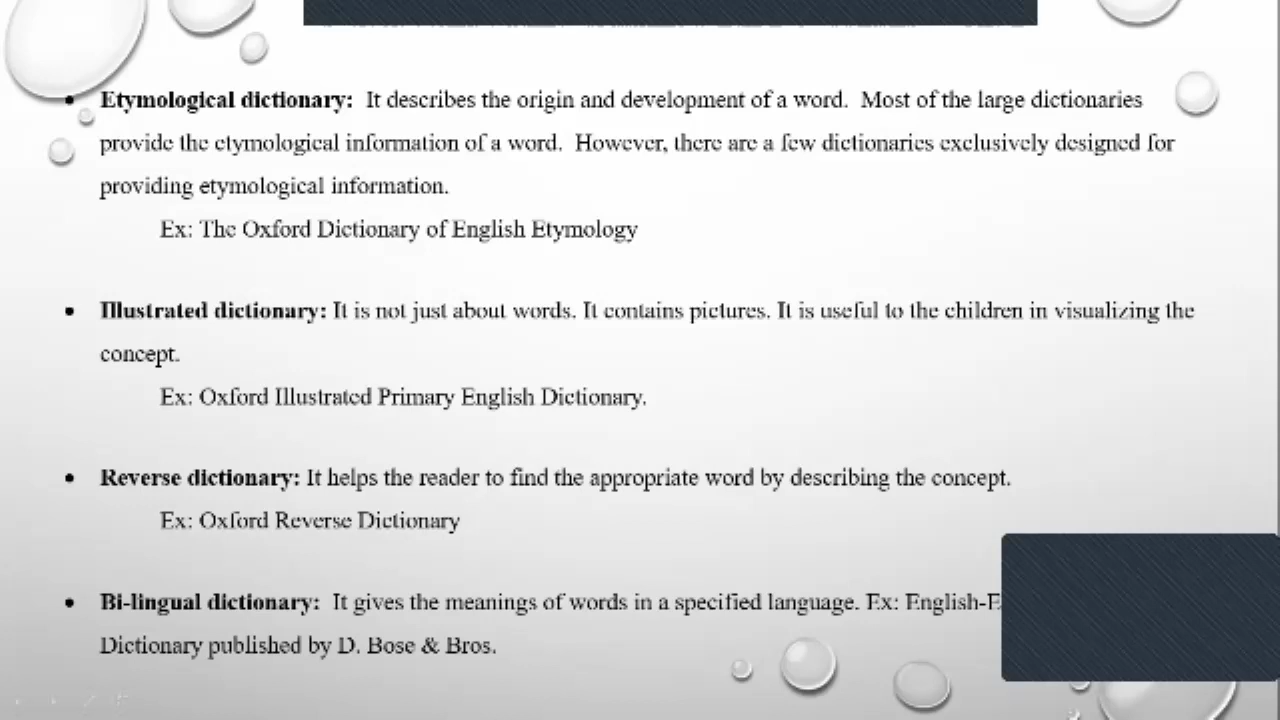 • Etymological dictionary: It describes the origin and development of a word. Most of the large dictionaries
provide the etymological information of a word. However, there are a few dictionaries exclusively designed for
providing etymological information.
Ex: The Oxford Dictionary of English Etymology
• Illustrated dictionary: It is not just about words. It contains pictures. It is useful to the children in visualizing the
concept.
Ex: Oxford Illustrated Primary English Dictionary.
• Reverse dictionary: It helps the reader to find the appropriate word by describing the concept.
Ex: Oxford Reverse Dictionary
• Bi-lingual dictionary: It gives the meanings of words in a specified language. Ex: English-
Dictionary published by D. Bose & Bros.